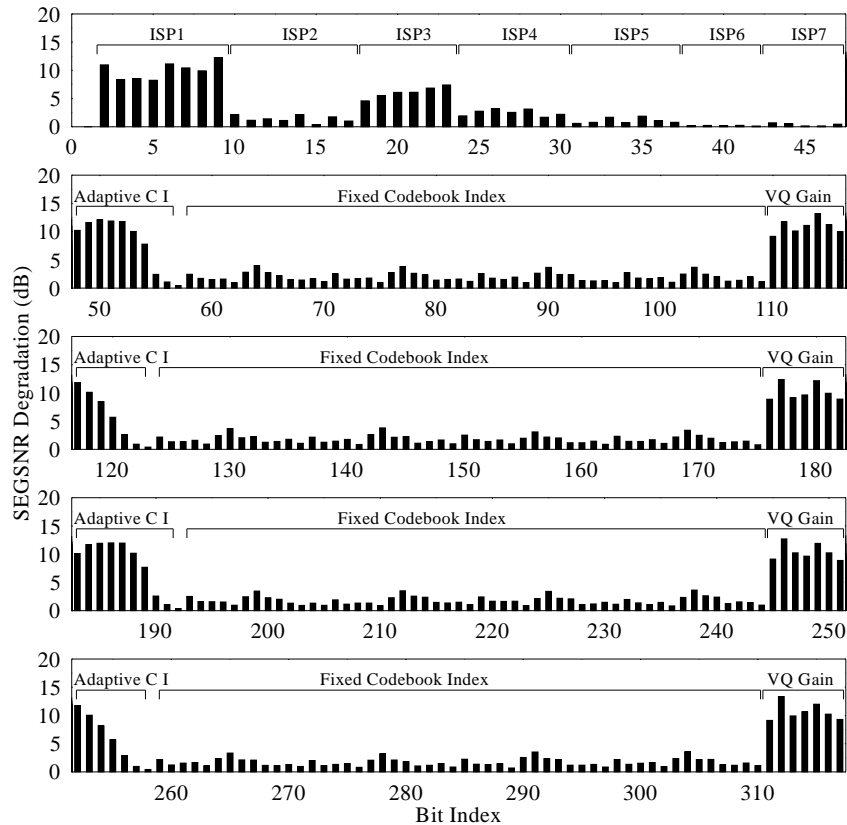 ISP1 ISP2 ISP3 ISP4 ISP5 ISP6 ISP7
20
15
10
5
0
0 5 10 15 20 25 30 35 40 45
Adaptive C I Fixed Codebook Index VQ Gain
20
15
10
5
0
50 60 70 80 90 100 110
SEGSNR Degradation (dB)
Adaptive C I Fixed Codebook Index VQ Gain
20
15
10
5
0
120 130 140 150 160 170 180
Adaptive C I Fixed Codebook Index VQ Gain
20
15
10
5
0
190 200 210 220 230 240 250
Adaptive C I Fixed Codebook Index VQ Gain
20
15
10
5
0
260 270 280 290 300 310
Bit Index